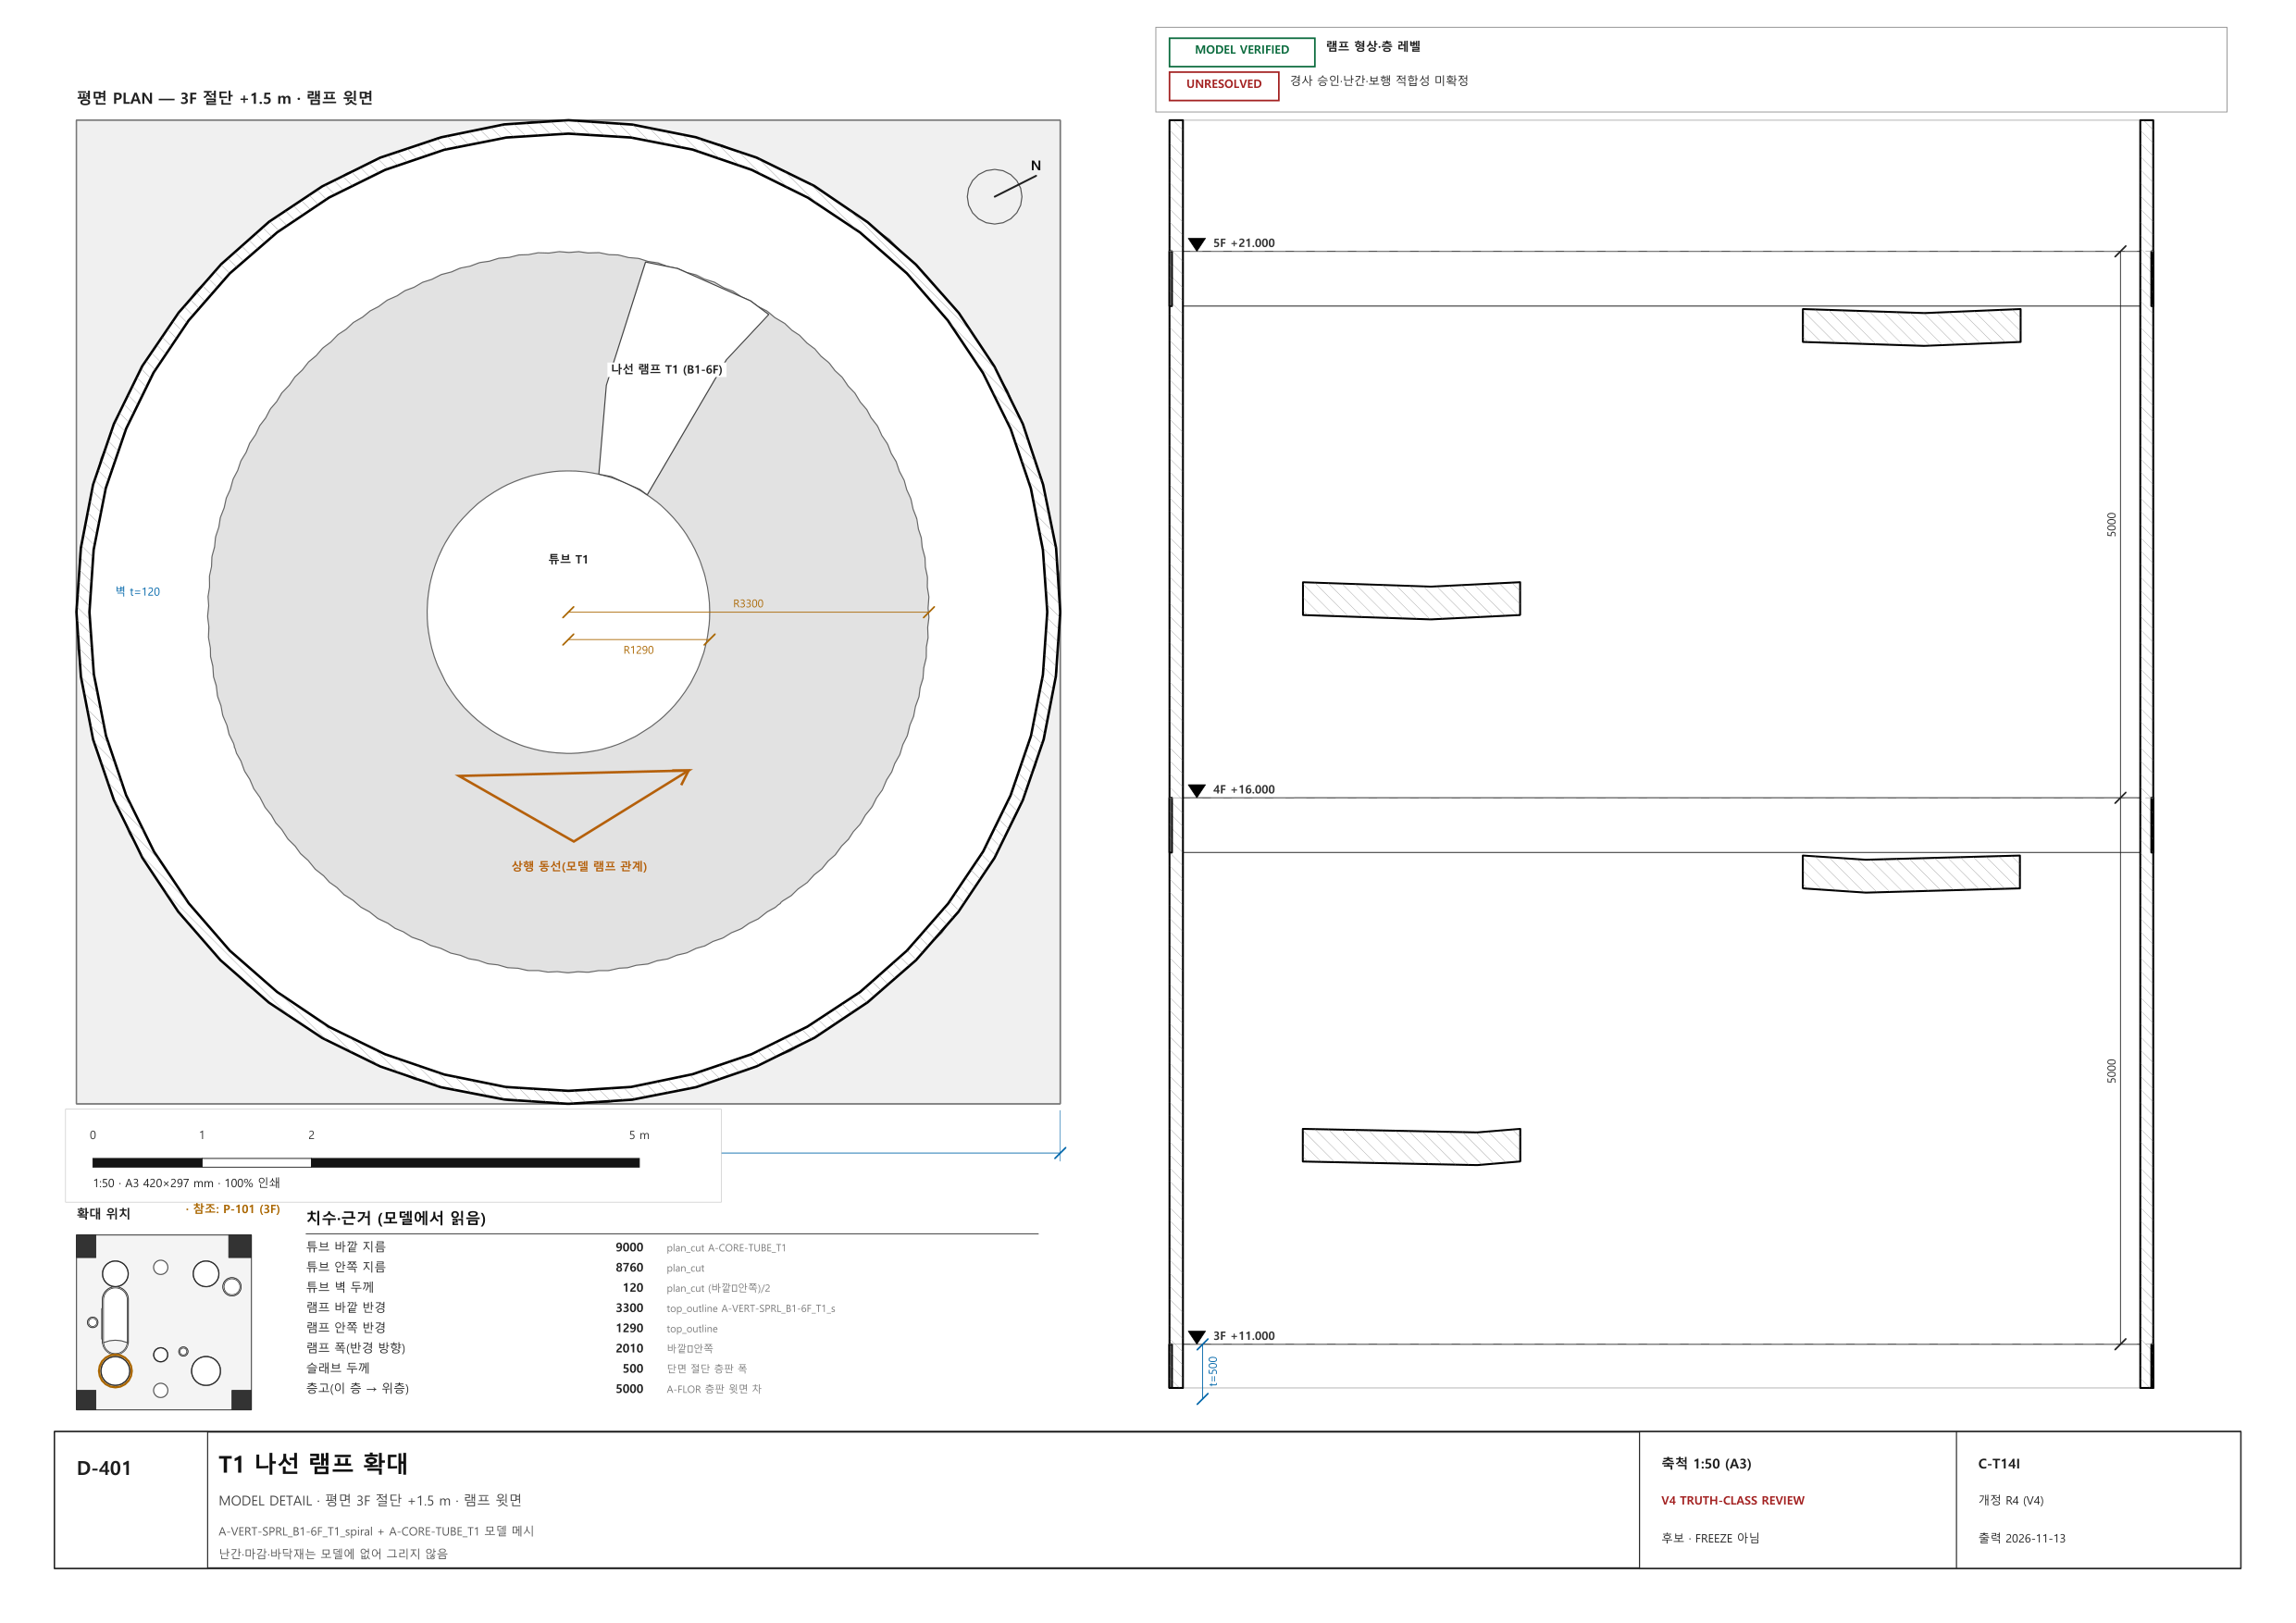 MODEL VERIFIED 램프 형상·층 레벨
UNRESOLVED 경사 승인·난간·보행 적합성 미확정
평면 PLAN — 3F 절단 +1.5 m · 램프 윗면
N
나선 램프 T1 (B1-6F)
튜브 T1
벽 t=120
R3300
R1290
상행 동선(모델 램프 관계)
5F +21.000
5000
4F +16.000
5000
3F +11.000
t=500
0 1 2 5 m
1:50 · A3 420×297 mm · 100% 인쇄
확대 위치
· 참조: P-101 (3F)
치수·근거 (모델에서 읽음)
튜브 바깥 지름 9000 plan_cut A-CORE-TUBE_T1
튜브 안쪽 지름 8760 plan_cut
튜브 벽 두께 120 plan_cut (바깥▯안쪽)/2
램프 바깥 반경 3300 top_outline A-VERT-SPRL_B1-6F_T1_s
램프 안쪽 반경 1290 top_outline
램프 폭(반경 방향) 2010 바깥▯안쪽
슬래브 두께 500 단면 절단 층판 폭
층고(이 층 → 위층) 5000 A-FLOR 층판 윗면 차
D-401
T1 나선 램프 확대
MODEL DETAIL · 평면 3F 절단 +1.5 m · 램프 윗면
A-VERT-SPRL_B1-6F_T1_spiral + A-CORE-TUBE_T1 모델 메시
난간·마감·바닥재는 모델에 없어 그리지 않음
축척 1:50 (A3)
V4 TRUTH-CLASS REVIEW
후보 · FREEZE 아님
C-T14I
개정 R4 (V4)
출력 2026-11-13